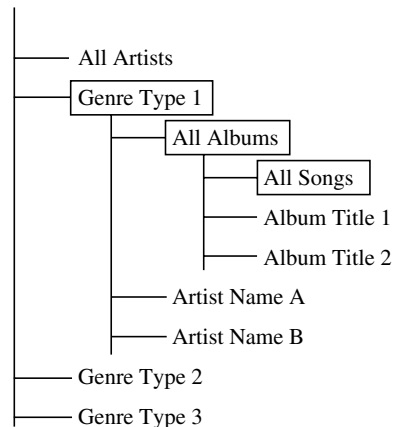 All Artists
Genre Type 1
All Albums
All Songs
Album Title 1
Album Title 2
Artist Name A
Artist Name B
Genre Type 2
Genre Type 3